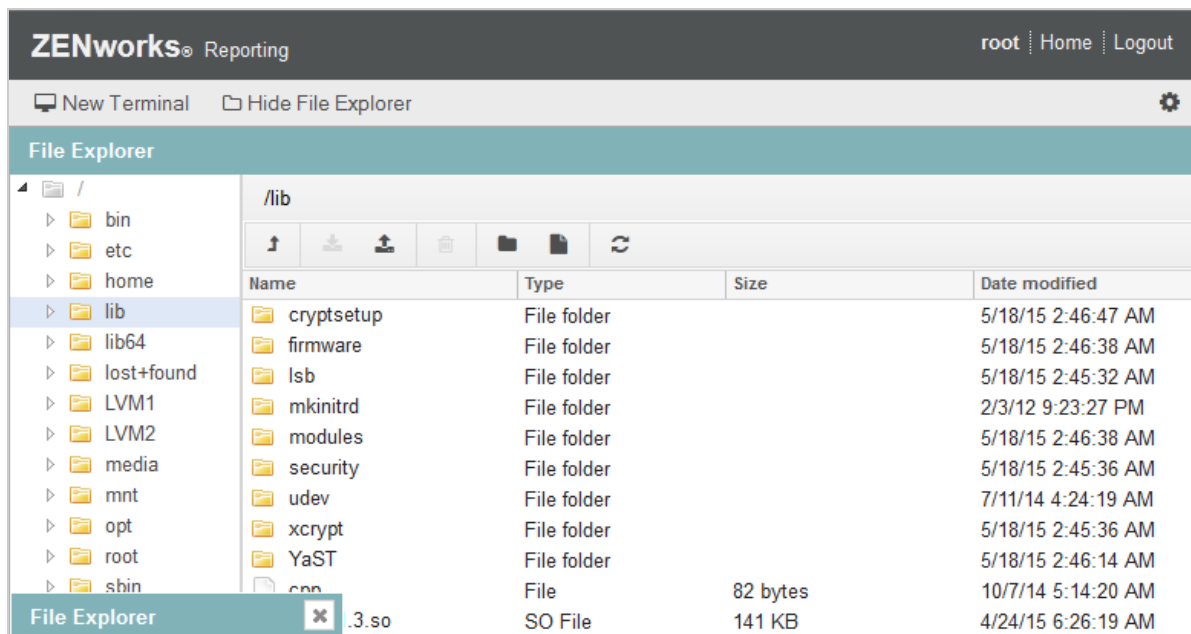 ZENworks® Reporting
root Home Logout
New Terminal Hide File Explorer
File Explorer
/
bin
etc
home
lib
lib64
lost+found
LVM1
LVM2
media
mnt
opt
root
sbin
/lib
Name Type Size Date modified
cryptsetup File folder 5/18/15 2:46:47 AM
firmware File folder 5/18/15 2:46:38 AM
lsb File folder 5/18/15 2:45:32 AM
mkinitrd File folder 2/3/12 9:23:27 PM
modules File folder 5/18/15 2:46:38 AM
security File folder 5/18/15 2:45:36 AM
udev File folder 7/11/14 4:24:19 AM
xcrypt File folder 5/18/15 2:45:36 AM
YaST File folder 5/18/15 2:46:14 AM
cpp File 82 bytes 10/7/14 5:14:20 AM
.3.so SO File 141 KB 4/24/15 6:26:19 AM
File Explorer